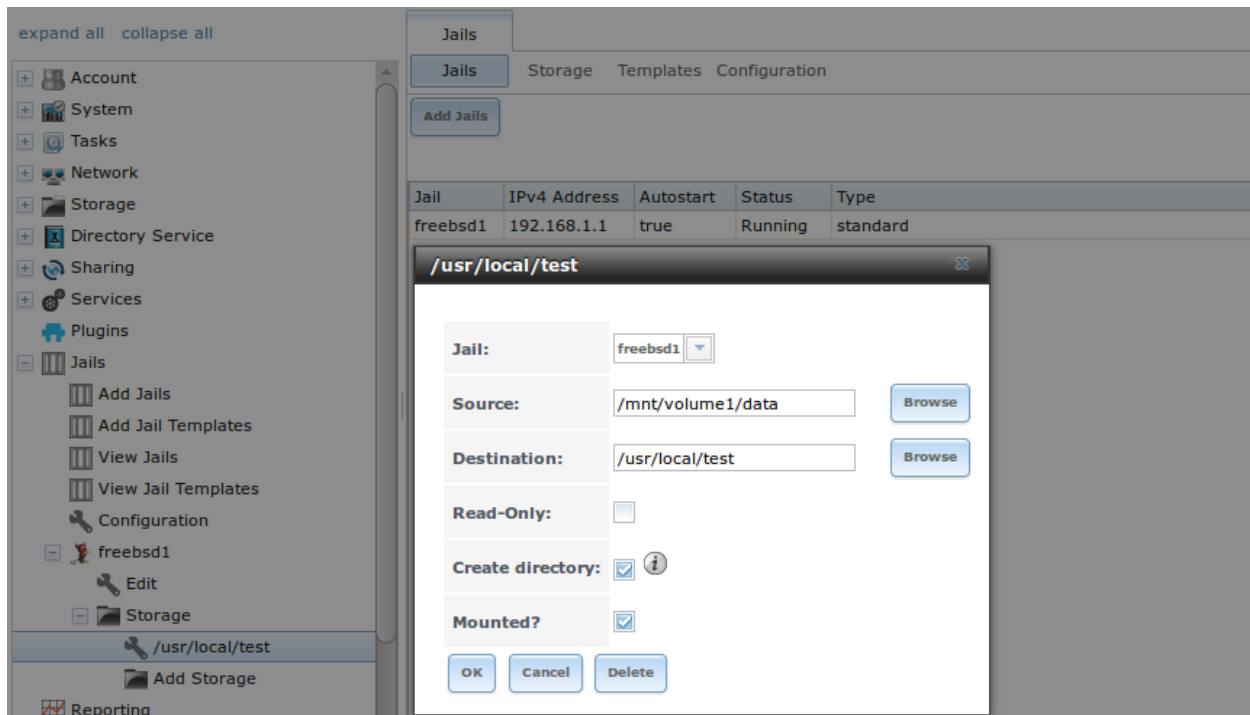 expand all collapse all
Account
System
Tasks
Network
Storage
Directory Service
Sharing
Services
Plugins
Jails
Add Jails
Add Jail Templates
View Jails
View Jail Templates
Configuration
freebsd1
Edit
Storage
/usr/local/test
Add Storage
Reporting
Jails
Jails Storage Templates Configuration
Add Jails
Jail IPv4 Address Autostart Status Type
freebsd1 192.168.1.1 true Running standard
/usr/local/test
Jail: freebsd1
Source: /mnt/volume1/data Browse
Destination: /usr/local/test Browse
Read-Only:
Create directory: i
Mounted?
OK Cancel Delete